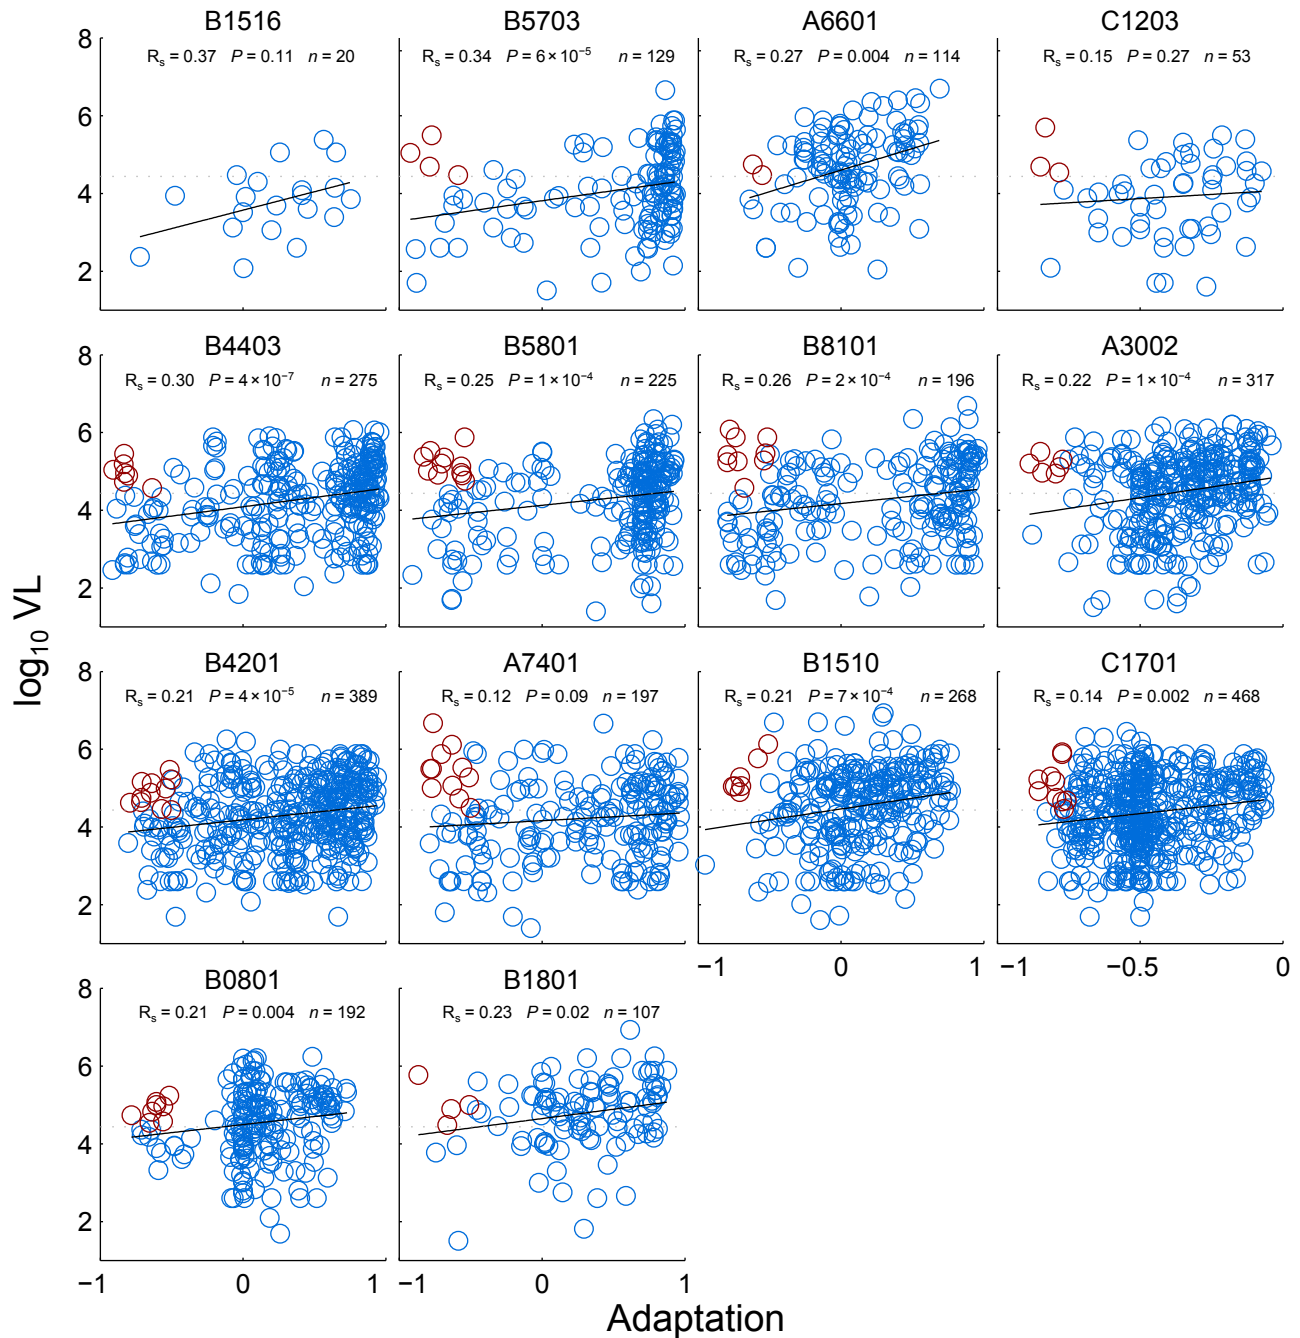 B1516 B5703 A6601 C1203
8
Rs = 0.37 P = 0.11 n = 20
Rs = 0.34 P = 6 × 10−5 n = 129
Rs = 0.27 P = 0.004 n = 114
Rs = 0.15 P = 0.27 n = 53
6
4
2
B4403 B5801 B8101 A3002
8
Rs = 0.30 P = 4 × 10−7 n = 275
Rs = 0.25 P = 1 × 10−4 n = 225
Rs = 0.26 P = 2 × 10−4 n = 196
Rs = 0.22 P = 1 × 10−4 n = 317
6
4
2
log10 VL
B4201 A7401 B1510 C1701
8
Rs = 0.21 P = 4 × 10−5 n = 389
Rs = 0.12 P = 0.09 n = 197
Rs = 0.21 P = 7 × 10−4 n = 268
Rs = 0.14 P = 0.002 n = 468
6
4
2
−1 0 1 −1 −0.5 0
B0801 B1801
8
Rs = 0.21 P = 0.004 n = 192
Rs = 0.23 P = 0.02 n = 107
6
4
2
−1 0 1 0 1
Adaptation